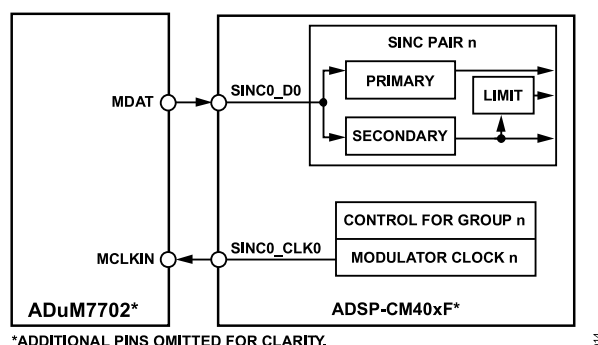 SINC PAIR n
PRIMARY
LIMIT
SECONDARY
MDAT
SINC0_D0
CONTROL FOR GROUP n
MODULATOR CLOCK n
MCLKIN
SINC0_CLK0
ADuM7702*
ADSP-CM40xF*
*ADDITIONAL PINS OMITTED FOR CLARITY.